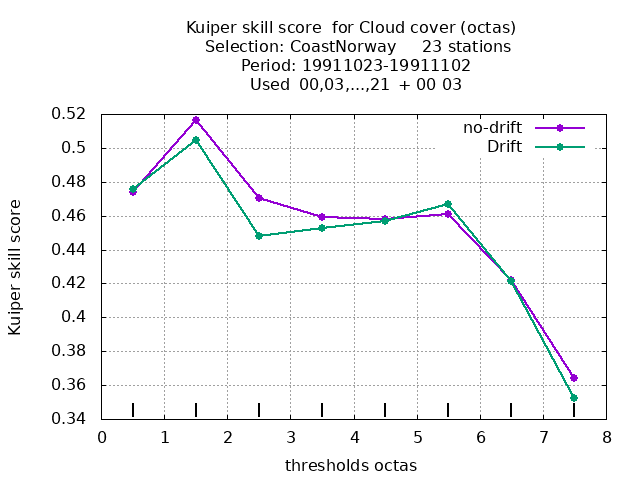 Kuiper skill score  for Cloud cover (octas)
Selection: CoastNorway     23 stations
Period: 19911023-19911102
Used  00,03,...,21  + 00 03
no-drift
Drift
0.52
0.5
0.48
0.46
0.44
0.42
0.4
0.38
0.36
0.34
Kuiper skill score
0 1 2 3 4 5 6 7 8
thresholds octas